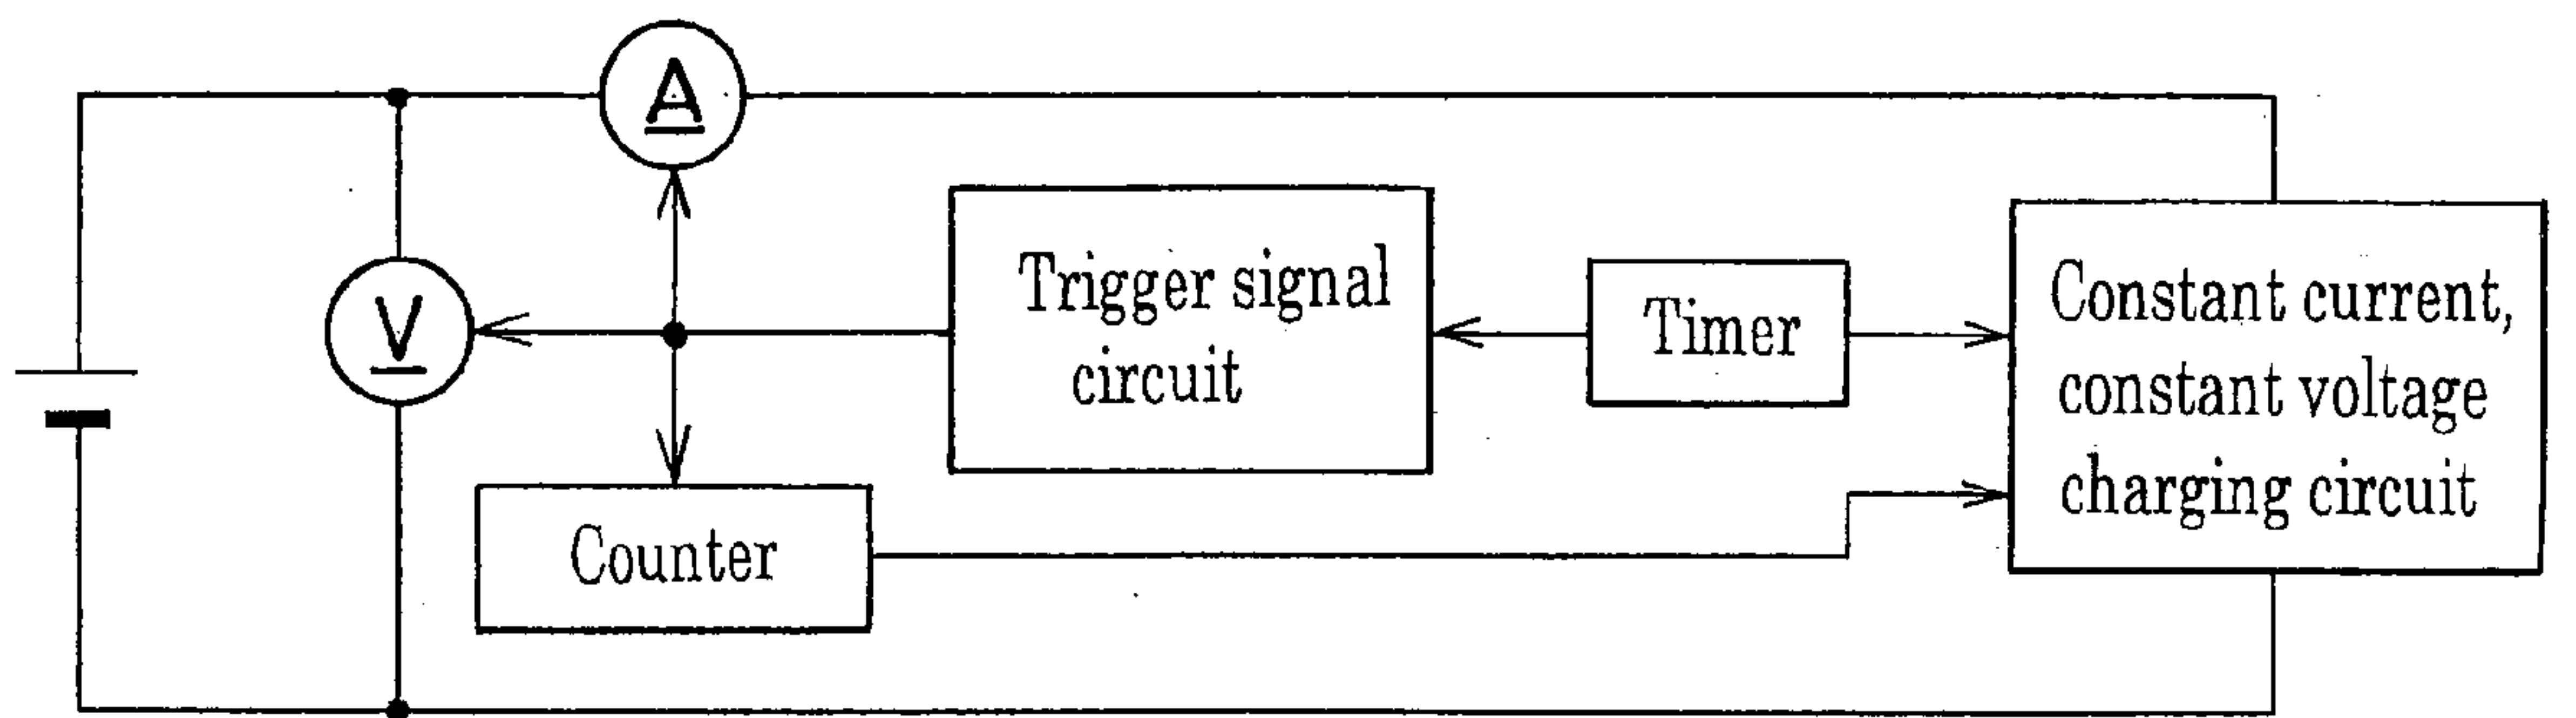 A
V
Trigger signal
circuit
Timer
Constant current,
constant voltage
charging circuit
Counter